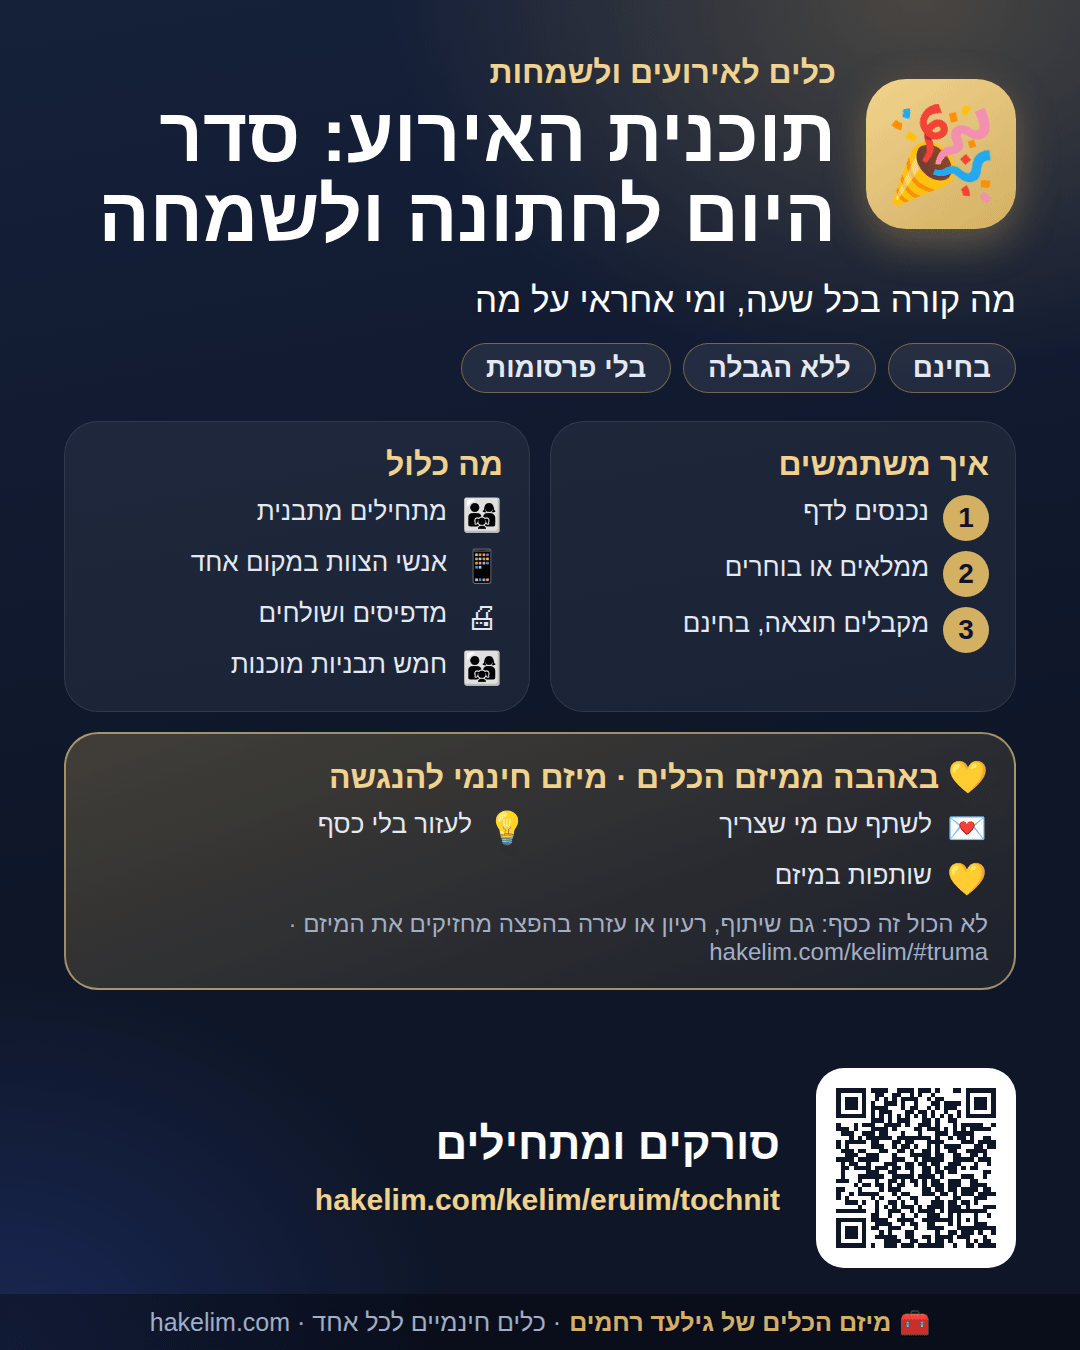 כלים לאירועים ולשמחות
תוכנית האירוע: סדר
היום לחתונה ולשמחה
מה קורה בכל שעה, ומי אחראי על מה
בחינם
ללא הגבלה
בלי פרסומות
איך משתמשים
1 נכנסים לדף
2 ממלאים או בוחרים
3 מקבלים תוצאה, בחינם
מה כלול
מתחילים מתבנית
אנשי הצוות במקום אחד
מדפיסים ושולחים
חמש תבניות מוכנות
באהבה ממיזם הכלים · מיזם חינמי להנגשה
לשתף עם מי שצריך
לעזור בלי כסף
שותפות במיזם
לא הכול זה כסף: גם שיתוף, רעיון או עזרה בהפצה מחזיקים את המיזם ·
hakelim.com/kelim/#truma
סורקים ומתחילים
hakelim.com/kelim/eruim/tochnit
מיזם הכלים של גילעד רחמים · כלים חינמיים לכל אחד · hakelim.com